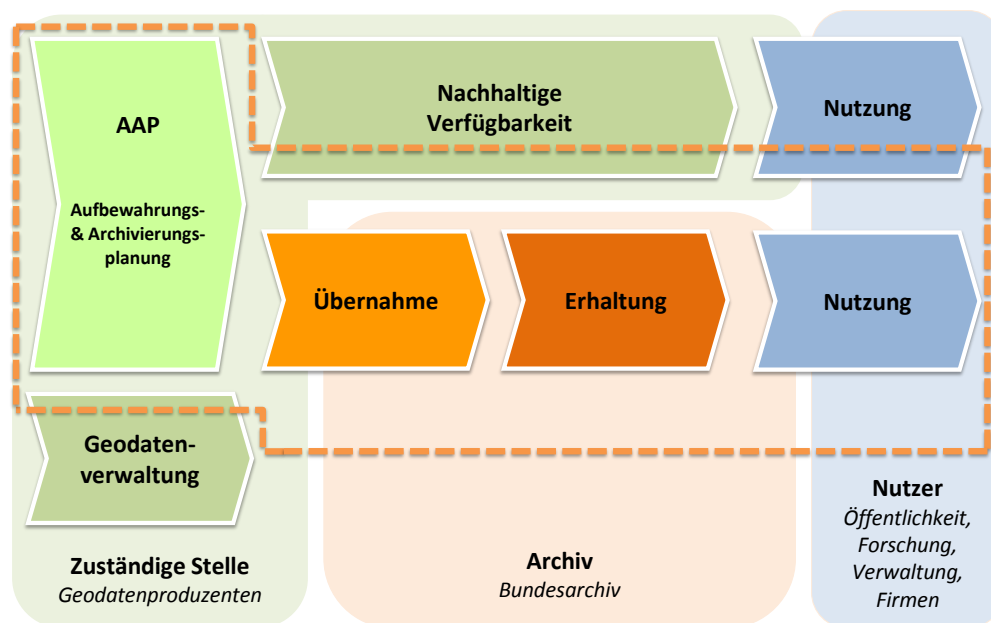 AAP
Aufbewahrungs-
& Archivierungs-
planung
Nachhaltige
Verfügbarkeit
Nutzung
Übernahme
Erhaltung
Nutzung
Geodaten-
verwaltung
Zuständige Stelle
Geodatenproduzenten
Archiv
Bundesarchiv
Nutzer
Öffentlichkeit,
Forschung,
Verwaltung,
Firmen